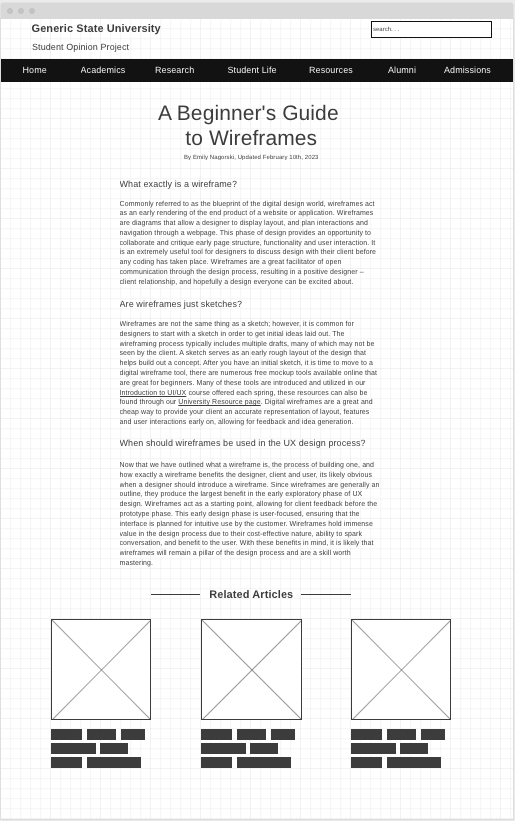 Generic State University
search. . .
Student Opinion Project
Home Academics Research Student Life Resources Alumni Admissions
A Beginner's Guide
to Wireframes
By Emily Nagorski, Updated February 10th, 2023
What exactly is a wireframe?
Commonly referred to as the blueprint of the digital design world, wireframes act
as an early rendering of the end product of a website or application. Wireframes
are diagrams that allow a designer to display layout, and plan interactions and
navigation through a webpage. This phase of design provides an opportunity to
collaborate and critique early page structure, functionality and user interaction. It
is an extremely useful tool for designers to discuss design with their client before
any coding has taken place. Wireframes are a great facilitator of open
communication through the design process, resulting in a positive designer –
client relationship, and hopefully a design everyone can be excited about.
Are wireframes just sketches?
Wireframes are not the same thing as a sketch; however, it is common for
designers to start with a sketch in order to get initial ideas laid out. The
wireframing process typically includes multiple drafts, many of which may not be
seen by the client. A sketch serves as an early rough layout of the design that
helps build out a concept. After you have an initial sketch, it is time to move to a
digital wireframe tool, there are numerous free mockup tools available online that
are great for beginners. Many of these tools are introduced and utilized in our
Introduction to UI/UX course offered each spring, these resources can also be
found through our University Resource page. Digital wireframes are a great and
cheap way to provide your client an accurate representation of layout, features
and user interactions early on, allowing for feedback and idea generation.
When should wireframes be used in the UX design process?
Now that we have outlined what a wireframe is, the process of building one, and
how exactly a wireframe benefits the designer, client and user, its likely obvious
when a designer should introduce a wireframe. Since wireframes are generally an
outline, they produce the largest benefit in the early exploratory phase of UX
design. Wireframes act as a starting point, allowing for client feedback before the
prototype phase. This early design phase is user-focused, ensuring that the
interface is planned for intuitive use by the customer. Wireframes hold immense
value in the design process due to their cost-effective nature, ability to spark
conversation, and benefit to the user. With these benefits in mind, it is likely that
wireframes will remain a pillar of the design process and are a skill worth
mastering.
Related Articles